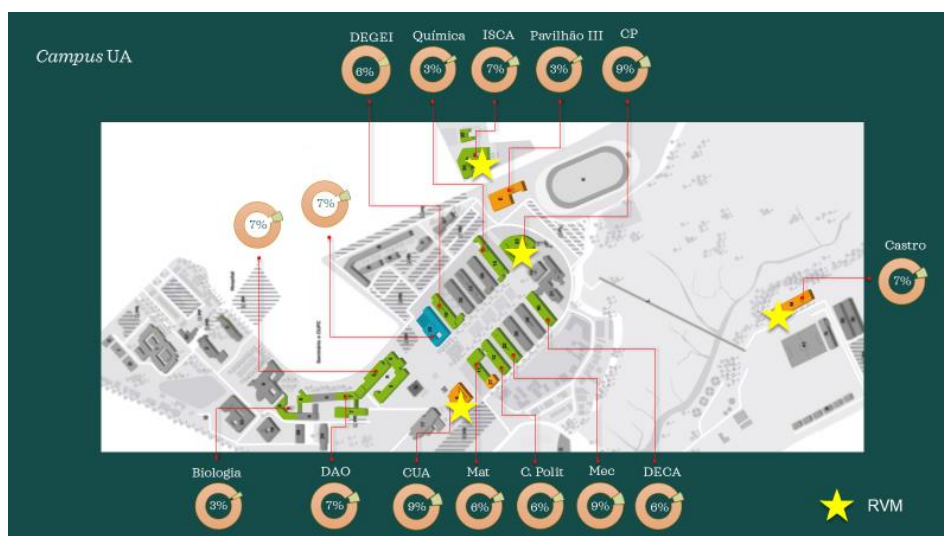 Campus UA
DEGEI
Química
ISCA
Pavilhão III
CP
6%
3%
7%
3%
9%
7%
7%
Castro
7%
Biologia
DAO
CUA
Mat
C. Polit
Mec
DECA
3%
7%
9%
6%
6%
9%
6%
RVM